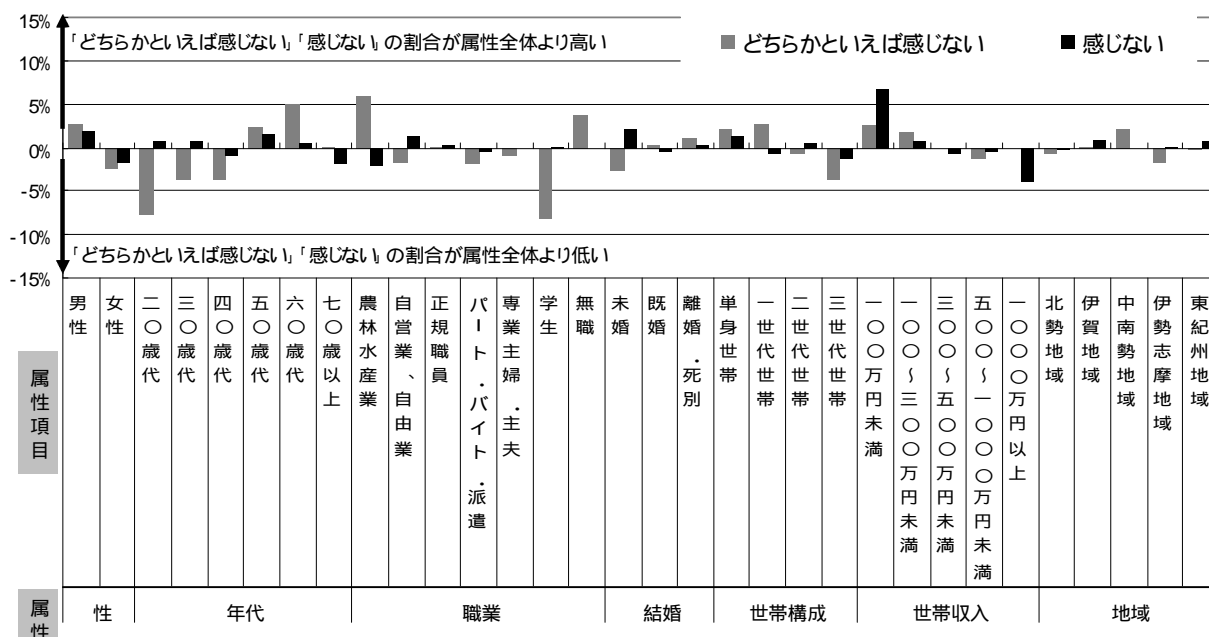 15%
10%
5%
0%
-5%
-10%
-15%
「どちらかといえば感じない」「感じない」の割合が属性全体より高い
どちらかといえば感じない
感じない
「どちらかといえば感じない」「感じない」の割合が属性全体より低い
属性項目
男性
女性
二〇歳代
三〇歳代
四〇歳代
五〇歳代
六〇歳代
七〇歳以上
農林水産業
自営業、自由業
正規職員
パート・バイト・派遣
専業主婦・主夫
学生
無職
未婚
既婚
離婚・死別
単身世帯
一世代世帯
二世代世帯
三世代世帯
一〇〇万円未満
一〇〇~三〇〇万円未満
三〇〇~五〇〇万円未満
五〇〇~一〇〇〇万円未満
一〇〇〇万円以上
北勢地域
伊賀地域
中南勢地域
伊勢志摩地域
東紀州地域
属性
性
年代
職業
結婚
世帯構成
世帯収入
地域